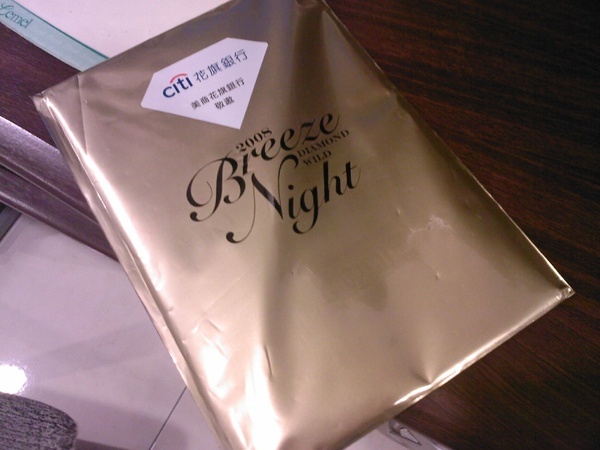 citi 花旗銀行
美商花旗銀行
敬邀
2008
Breeze
DIAMOND
WILD
Night